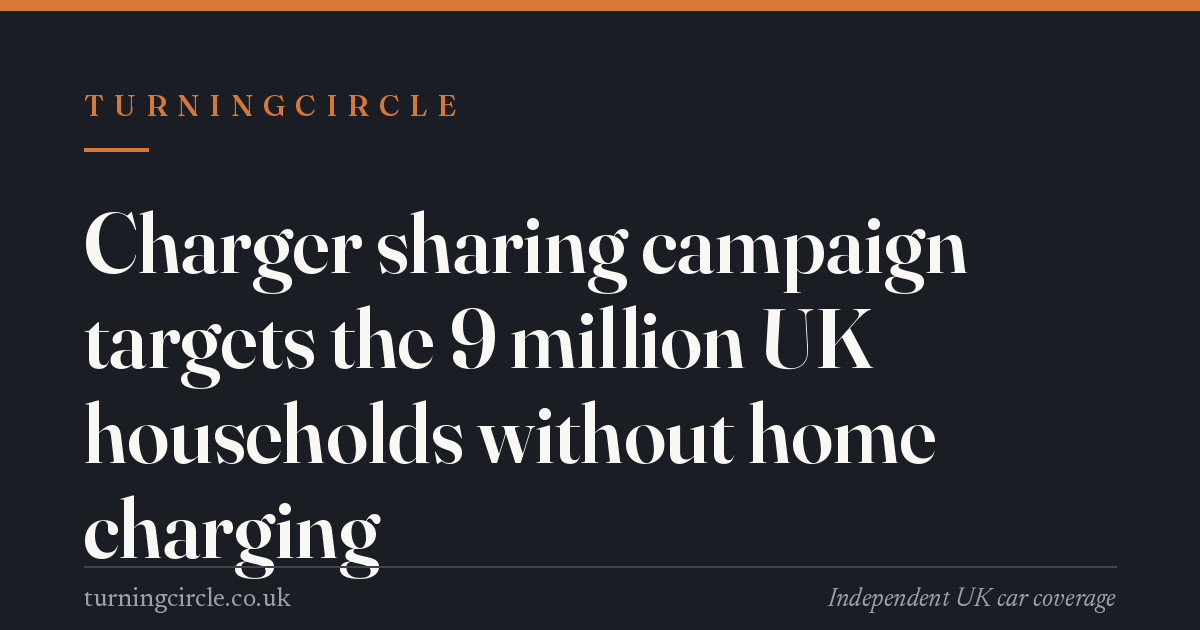 TURNINGCIRCLE
Charger sharing campaign
targets the 9 million UK
households without home
charging
turningcircle.co.uk
Independent UK car coverage